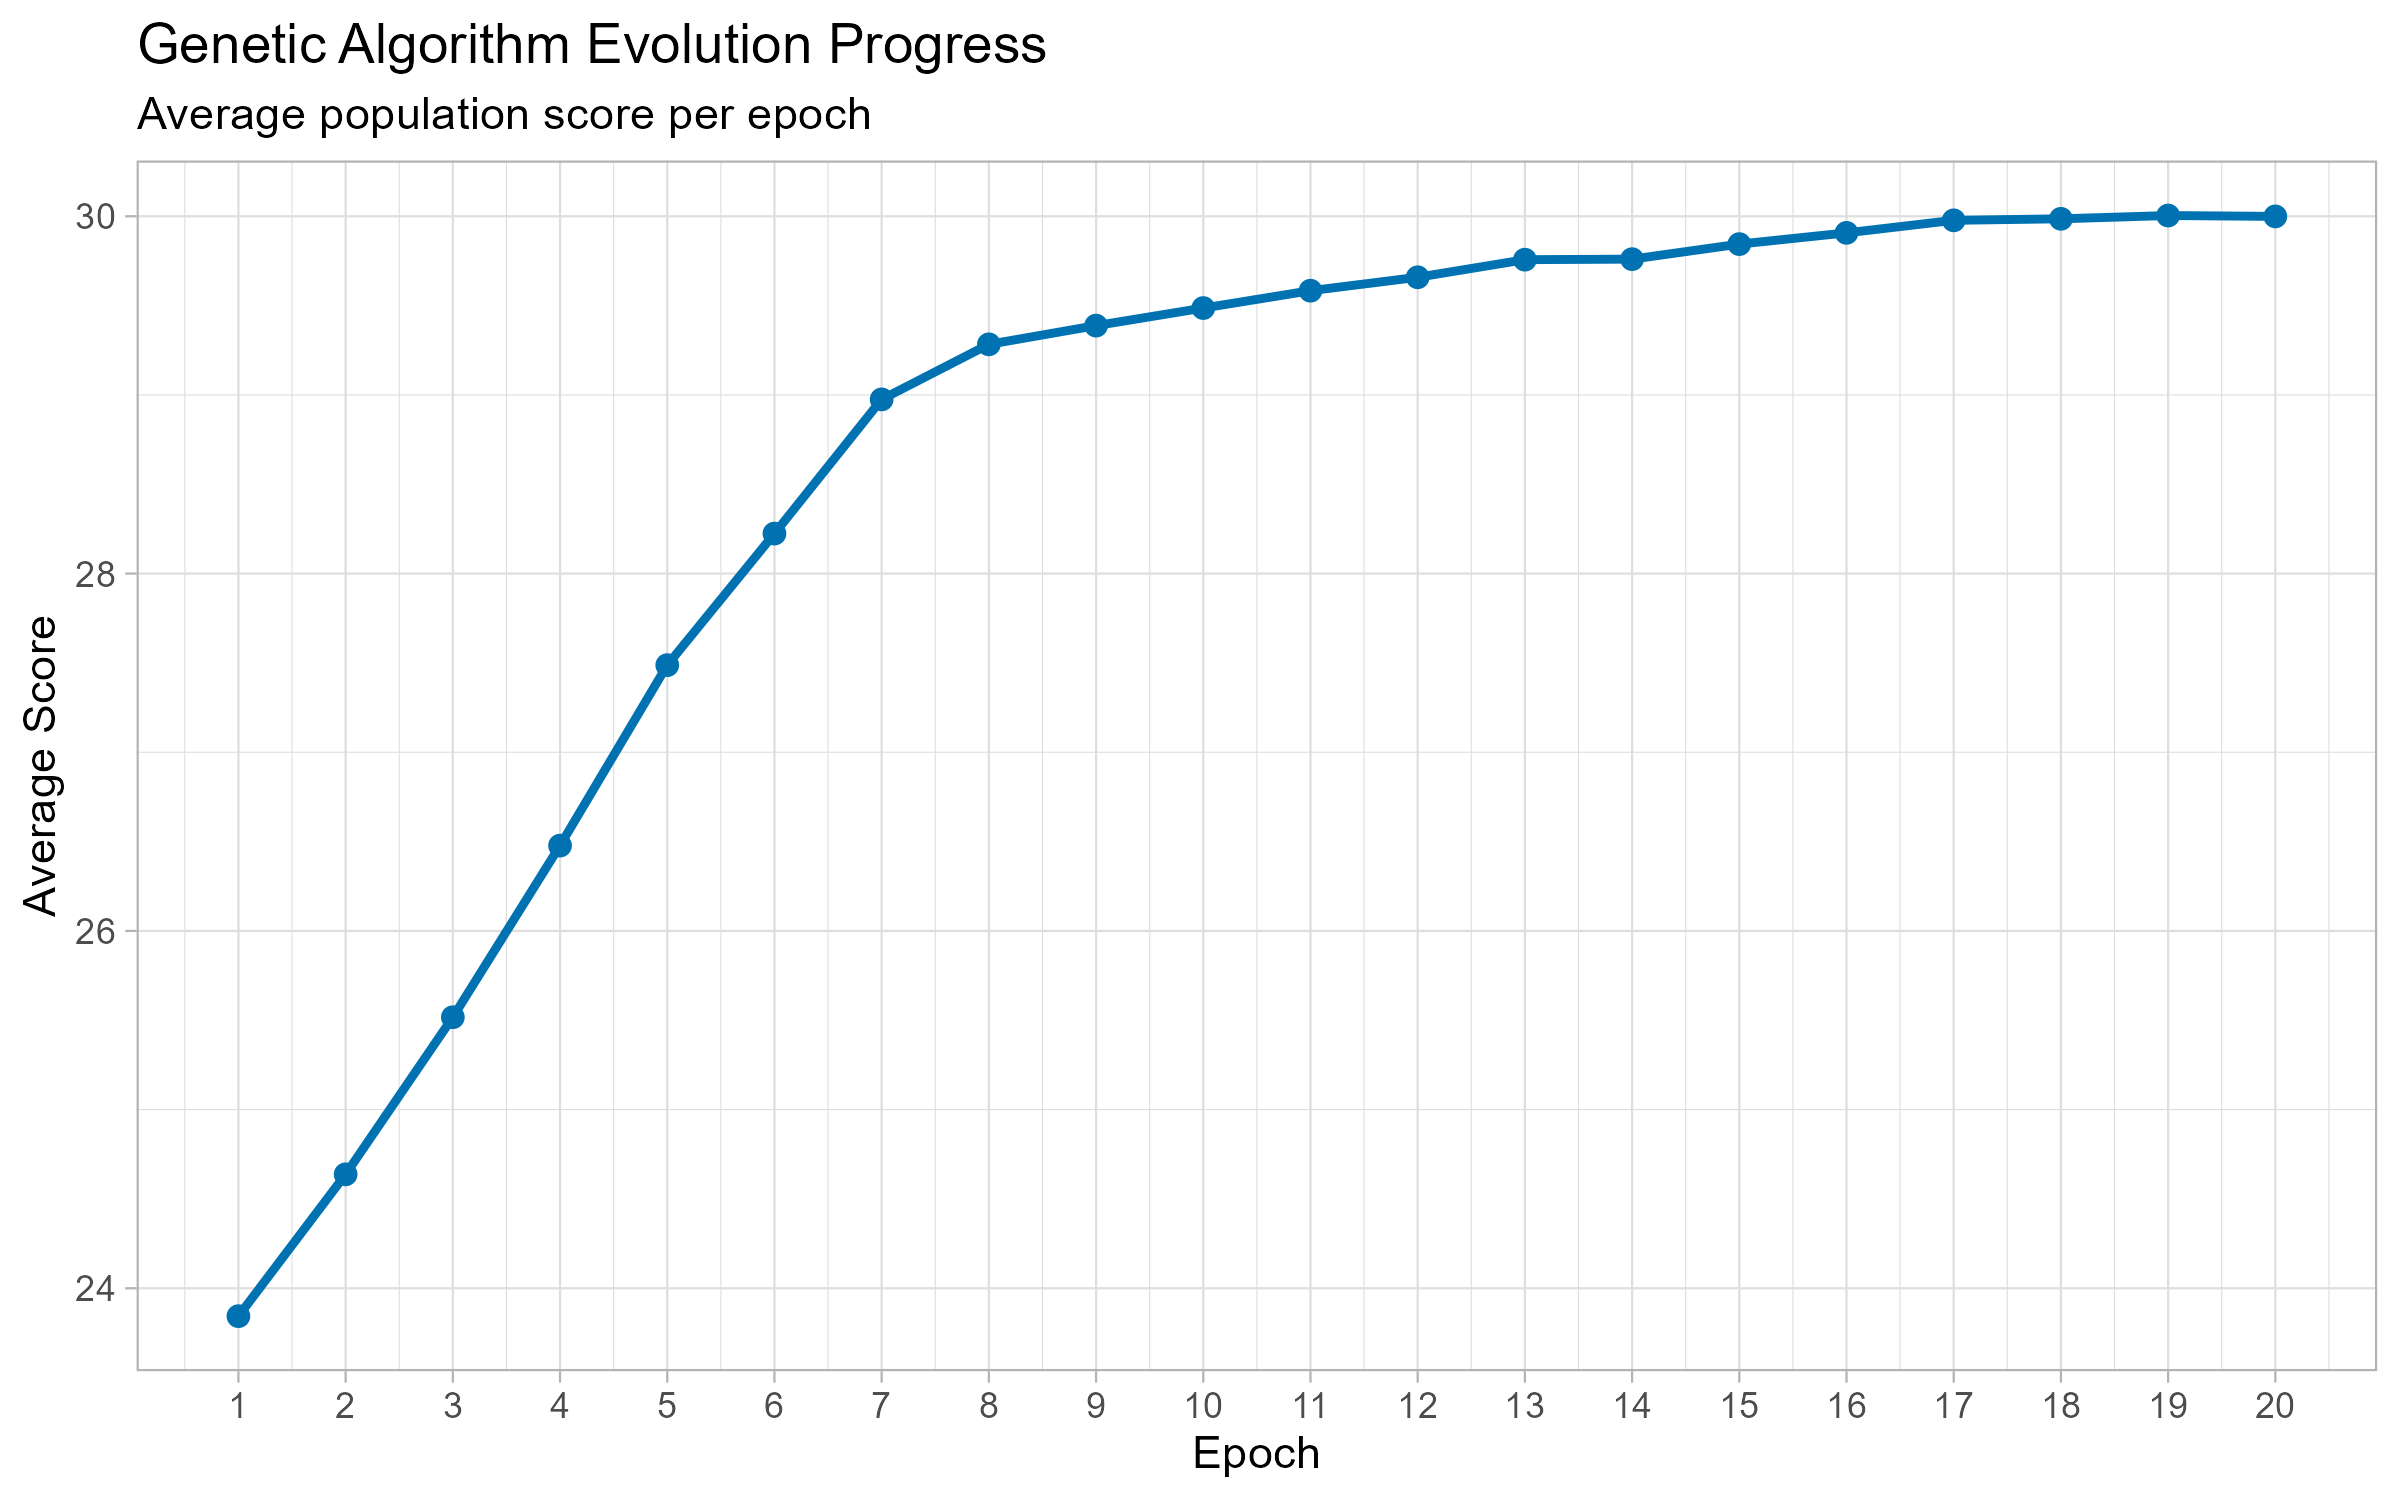 Genetic Algorithm Evolution Progress
Average population score per epoch
Average Score
30
28
26
24
1 2 3 4 5 6 7 8 9 10 11 12 13 14 15 16 17 18 19 20
Epoch